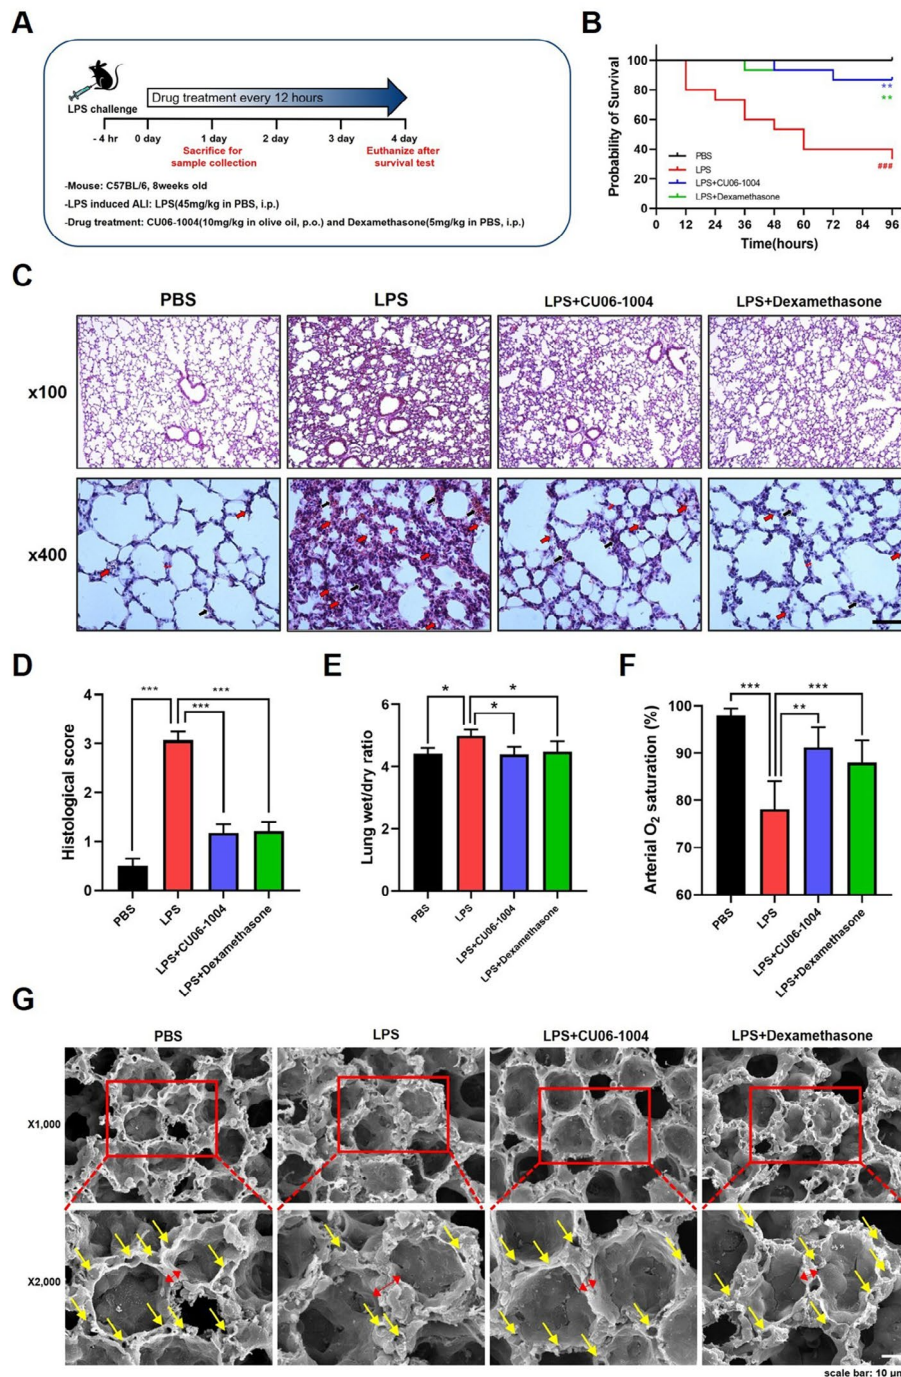 A
Drug treatment every 12 hours
LPS challenge
- 4 hr 0 day 1 day 2 day 3 day 4 day
Sacrifice for sample collection
Euthanize after survival test
-Mouse: C57BL/6, 8weeks old
-LPS induced ALI: LPS(45mg/kg in PBS, i.p.)
-Drug treatment: CU06-1004(10mg/kg in olive oil, p.o.) and Dexamethasone(5mg/kg in PBS, i.p.)
B
Probability of Survival
100
80
60
40
20
0
**
**
###
PBS
LPS
LPS+CU06-1004
LPS+Dexamethasone
0 12 24 36 48 60 72 84 96
Time(hours)
C
PBS LPS LPS+CU06-1004 LPS+Dexamethasone
x100
x400
D
Histological score
4
3
2
1
0
*** *** ***
PBS
LPS
LPS+CU06-1004
LPS+Dexamethasone
E
Lung wet/dry ratio
6
4
2
0
* * *
PBS
LPS
LPS+CU06-1004
LPS+Dexamethasone
F
Arterial O2 saturation (%)
100
90
80
70
60
*** ** ***
PBS
LPS
LPS+CU06-1004
LPS+Dexamethasone
G
PBS LPS LPS+CU06-1004 LPS+Dexamethasone
X1,000
X2,000
scale bar: 10 μm